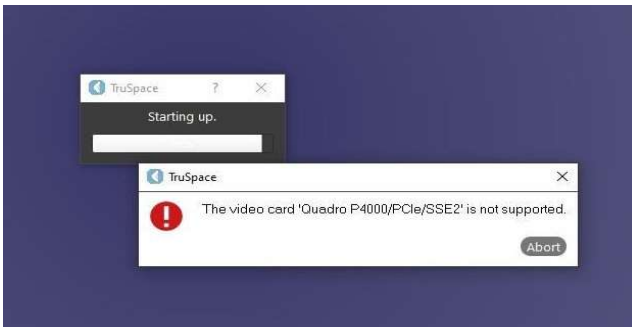 TruSpace ?
Starting up.
TruSpace
The video card 'Quadro P4000/PCIe/SSE2' is not supported.
Abort